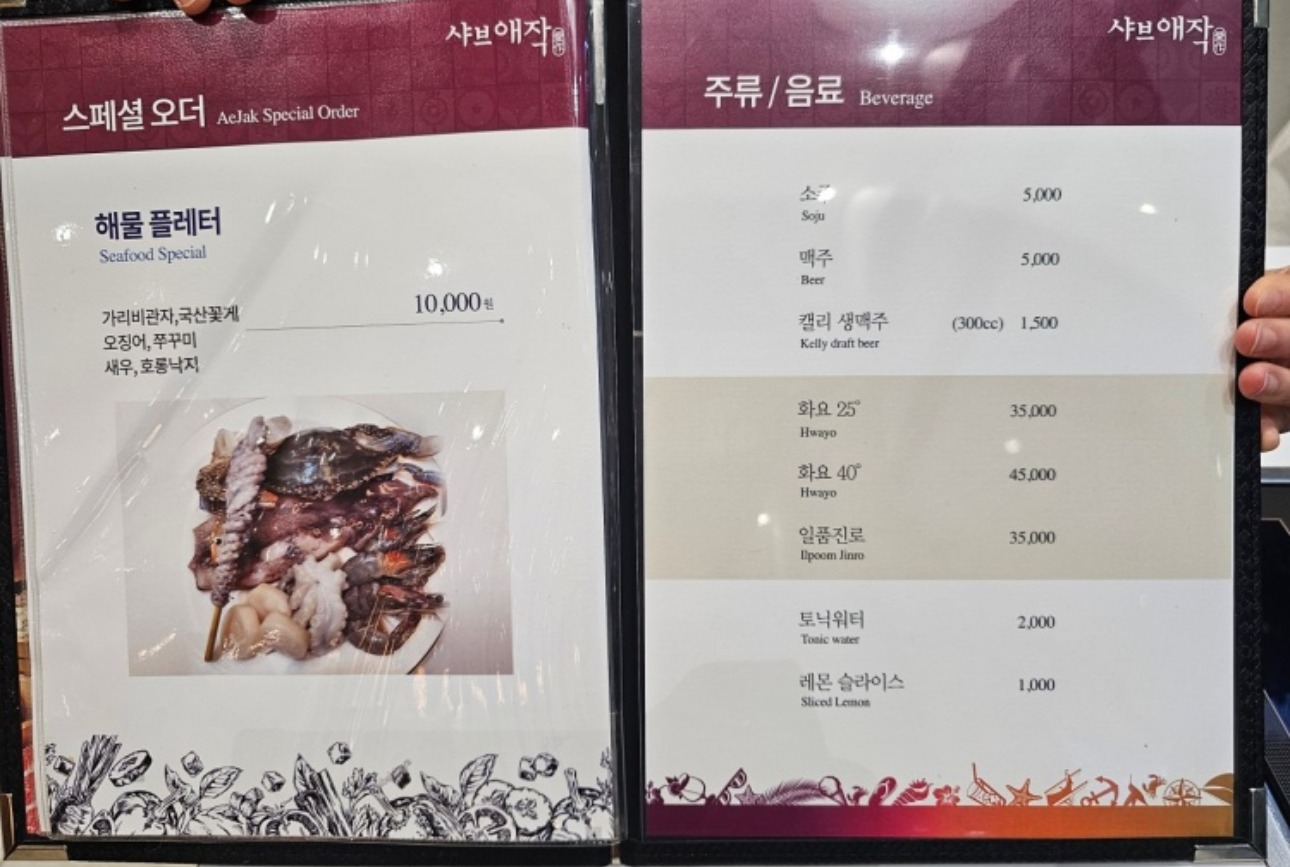 샤브애작
스페셜 오더 AeJak Special Order
해물 플레터
Seafood Special
가리비관자,국산꽃게
10,000원
오징어, 쭈꾸미
새우, 호롱낙지
샤브애작
주류 / 음료 Beverage
소주 5,000
Soju
맥주 5,000
Beer
캘리 생맥주 (300cc) 1,500
Kelly draft beer
화요 25° 35,000
Hwayo
화요 40° 45,000
Hwayo
일품진로 35,000
Ilpoom Jinro
토닉워터 2,000
Tonic water
레몬 슬라이스 1,000
Sliced Lemon